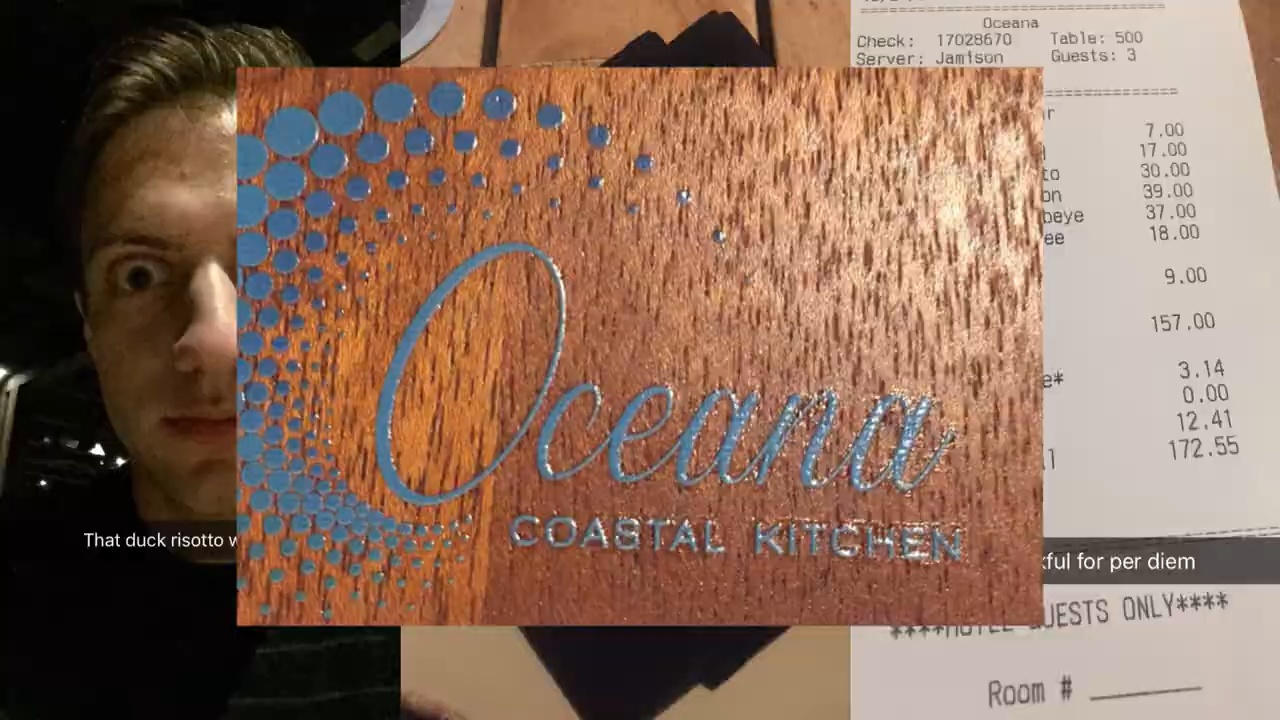 Oceana
Check: 17028670 Table: 500
Server: Jamison Guests: 3
7.00
17.00
to 30.00
on 39.00
beye 37.00
ee 18.00
9.00
157.00
e* 3.14
0.00
12.41
172.55
Oceana
COASTAL KITCHEN
That duck risotto w
kful for per diem
****HOTEL GUESTS ONLY****
Room #